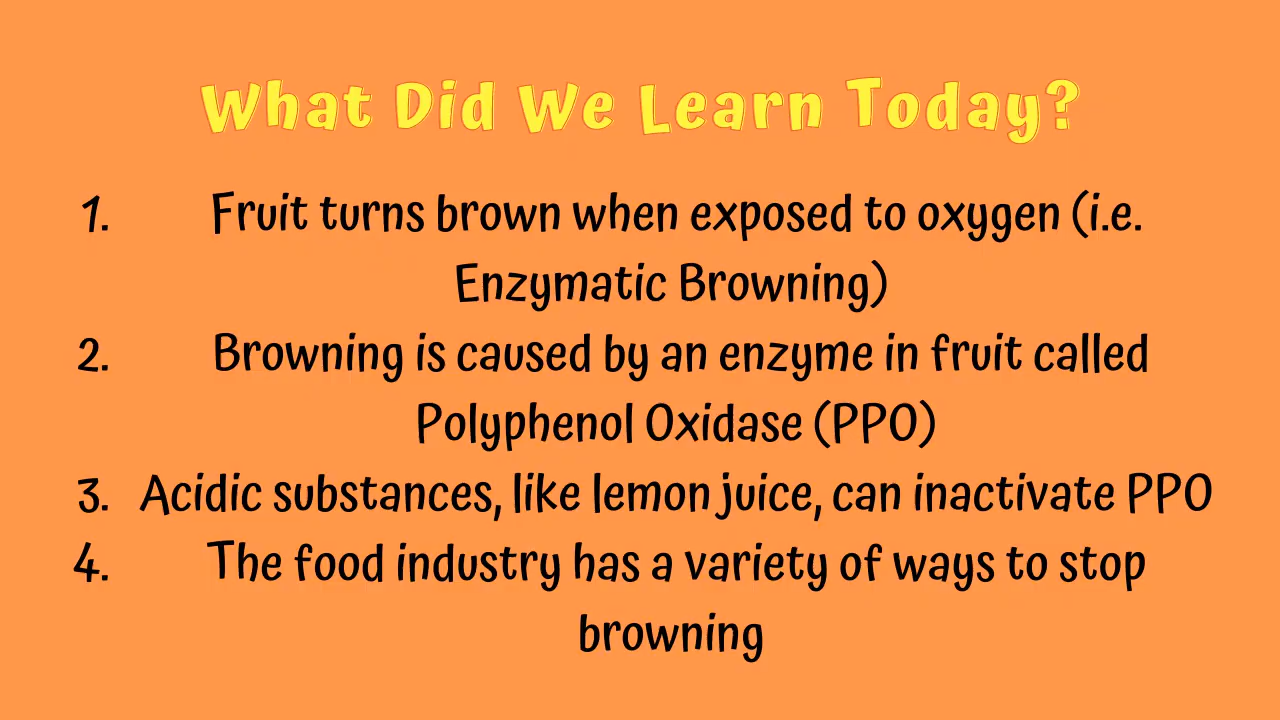 What Did We Learn Today?
1. Fruit turns brown when exposed to oxygen (i.e.
Enzymatic Browning)
2. Browning is caused by an enzyme in fruit called
Polyphenol Oxidase (PPO)
3. Acidic substances, like lemon juice, can inactivate PPO
4. The food industry has a variety of ways to stop
browning